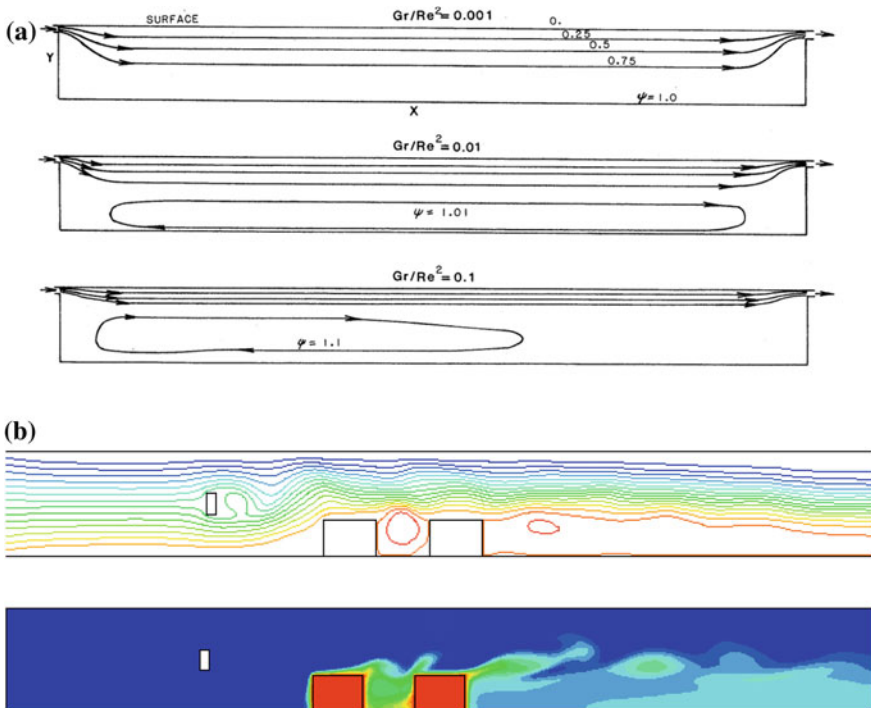 (a)
SURFACE
Gr/Re²= 0.001
0.
0.25
0.5
0.75
Y
X
ψ = 1.0
Gr/Re²= 0.01
ψ = 1.01
Gr/Re²= 0.1
ψ = 1.1
(b)